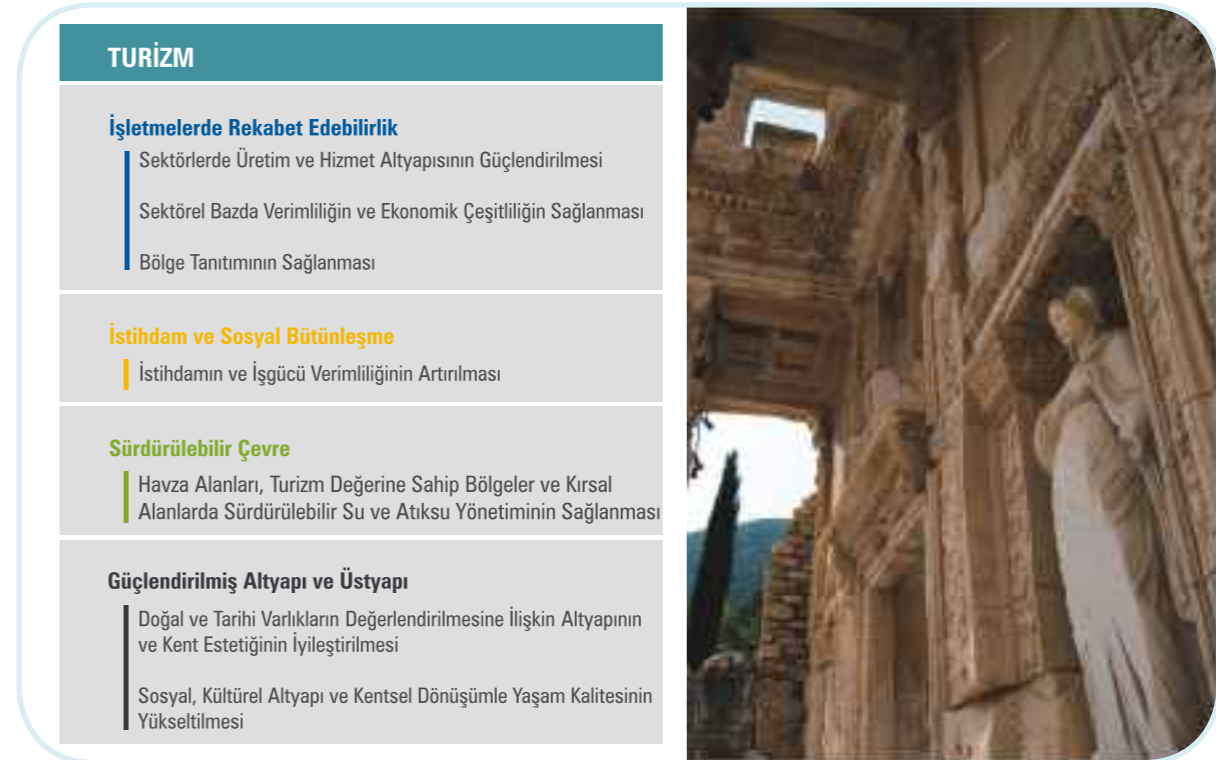 TURİZM
İşletmelerde Rekabet Edebilirlik
Sektörlerde Üretim ve Hizmet Altyapısının Güçlendirilmesi
Sektörel Bazda Verimliliğin ve Ekonomik Çeşitliliğin Sağlanması
Bölge Tanıtımının Sağlanması
İstihdam ve Sosyal Bütünleşme
İstihdamın ve İşgücü Verimliliğinin Artırılması
Sürdürülebilir Çevre
Havza Alanları, Turizm Değerine Sahip Bölgeler ve Kırsal
Alanlarda Sürdürülebilir Su ve Atıksu Yönetiminin Sağlanması
Güçlendirilmiş Altyapı ve Üstyapı
Doğal ve Tarihi Varlıkların Değerlendirilmesine İlişkin Altyapının
ve Kent Estetiğinin İyileştirilmesi
Sosyal, Kültürel Altyapı ve Kentsel Dönüşümle Yaşam Kalitesinin
Yükseltilmesi